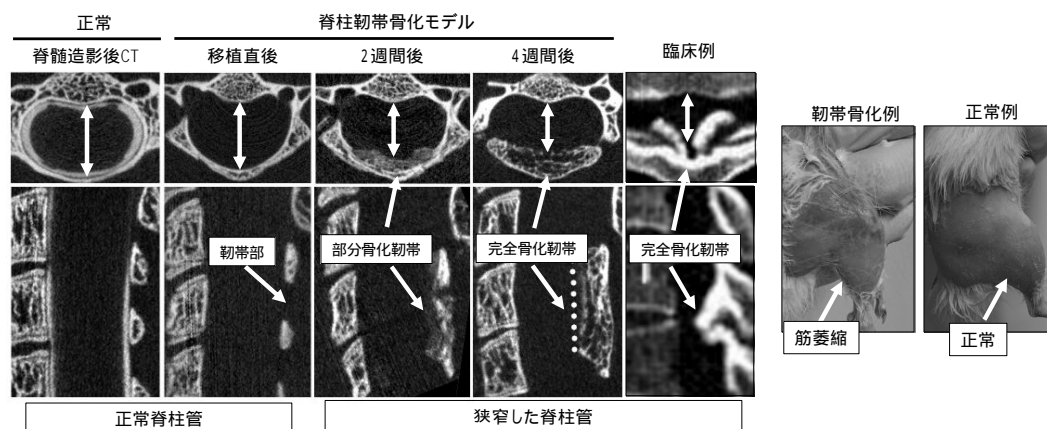 正常
脊柱靭帯骨化モデル
脊髄造影後CT
移植直後
2週間後
4週間後
臨床例
靭帯部
部分骨化靭帯
完全骨化靭帯
完全骨化靭帯
正常脊柱管
狭窄した脊柱管
靭帯骨化例
正常例
筋萎縮
正常